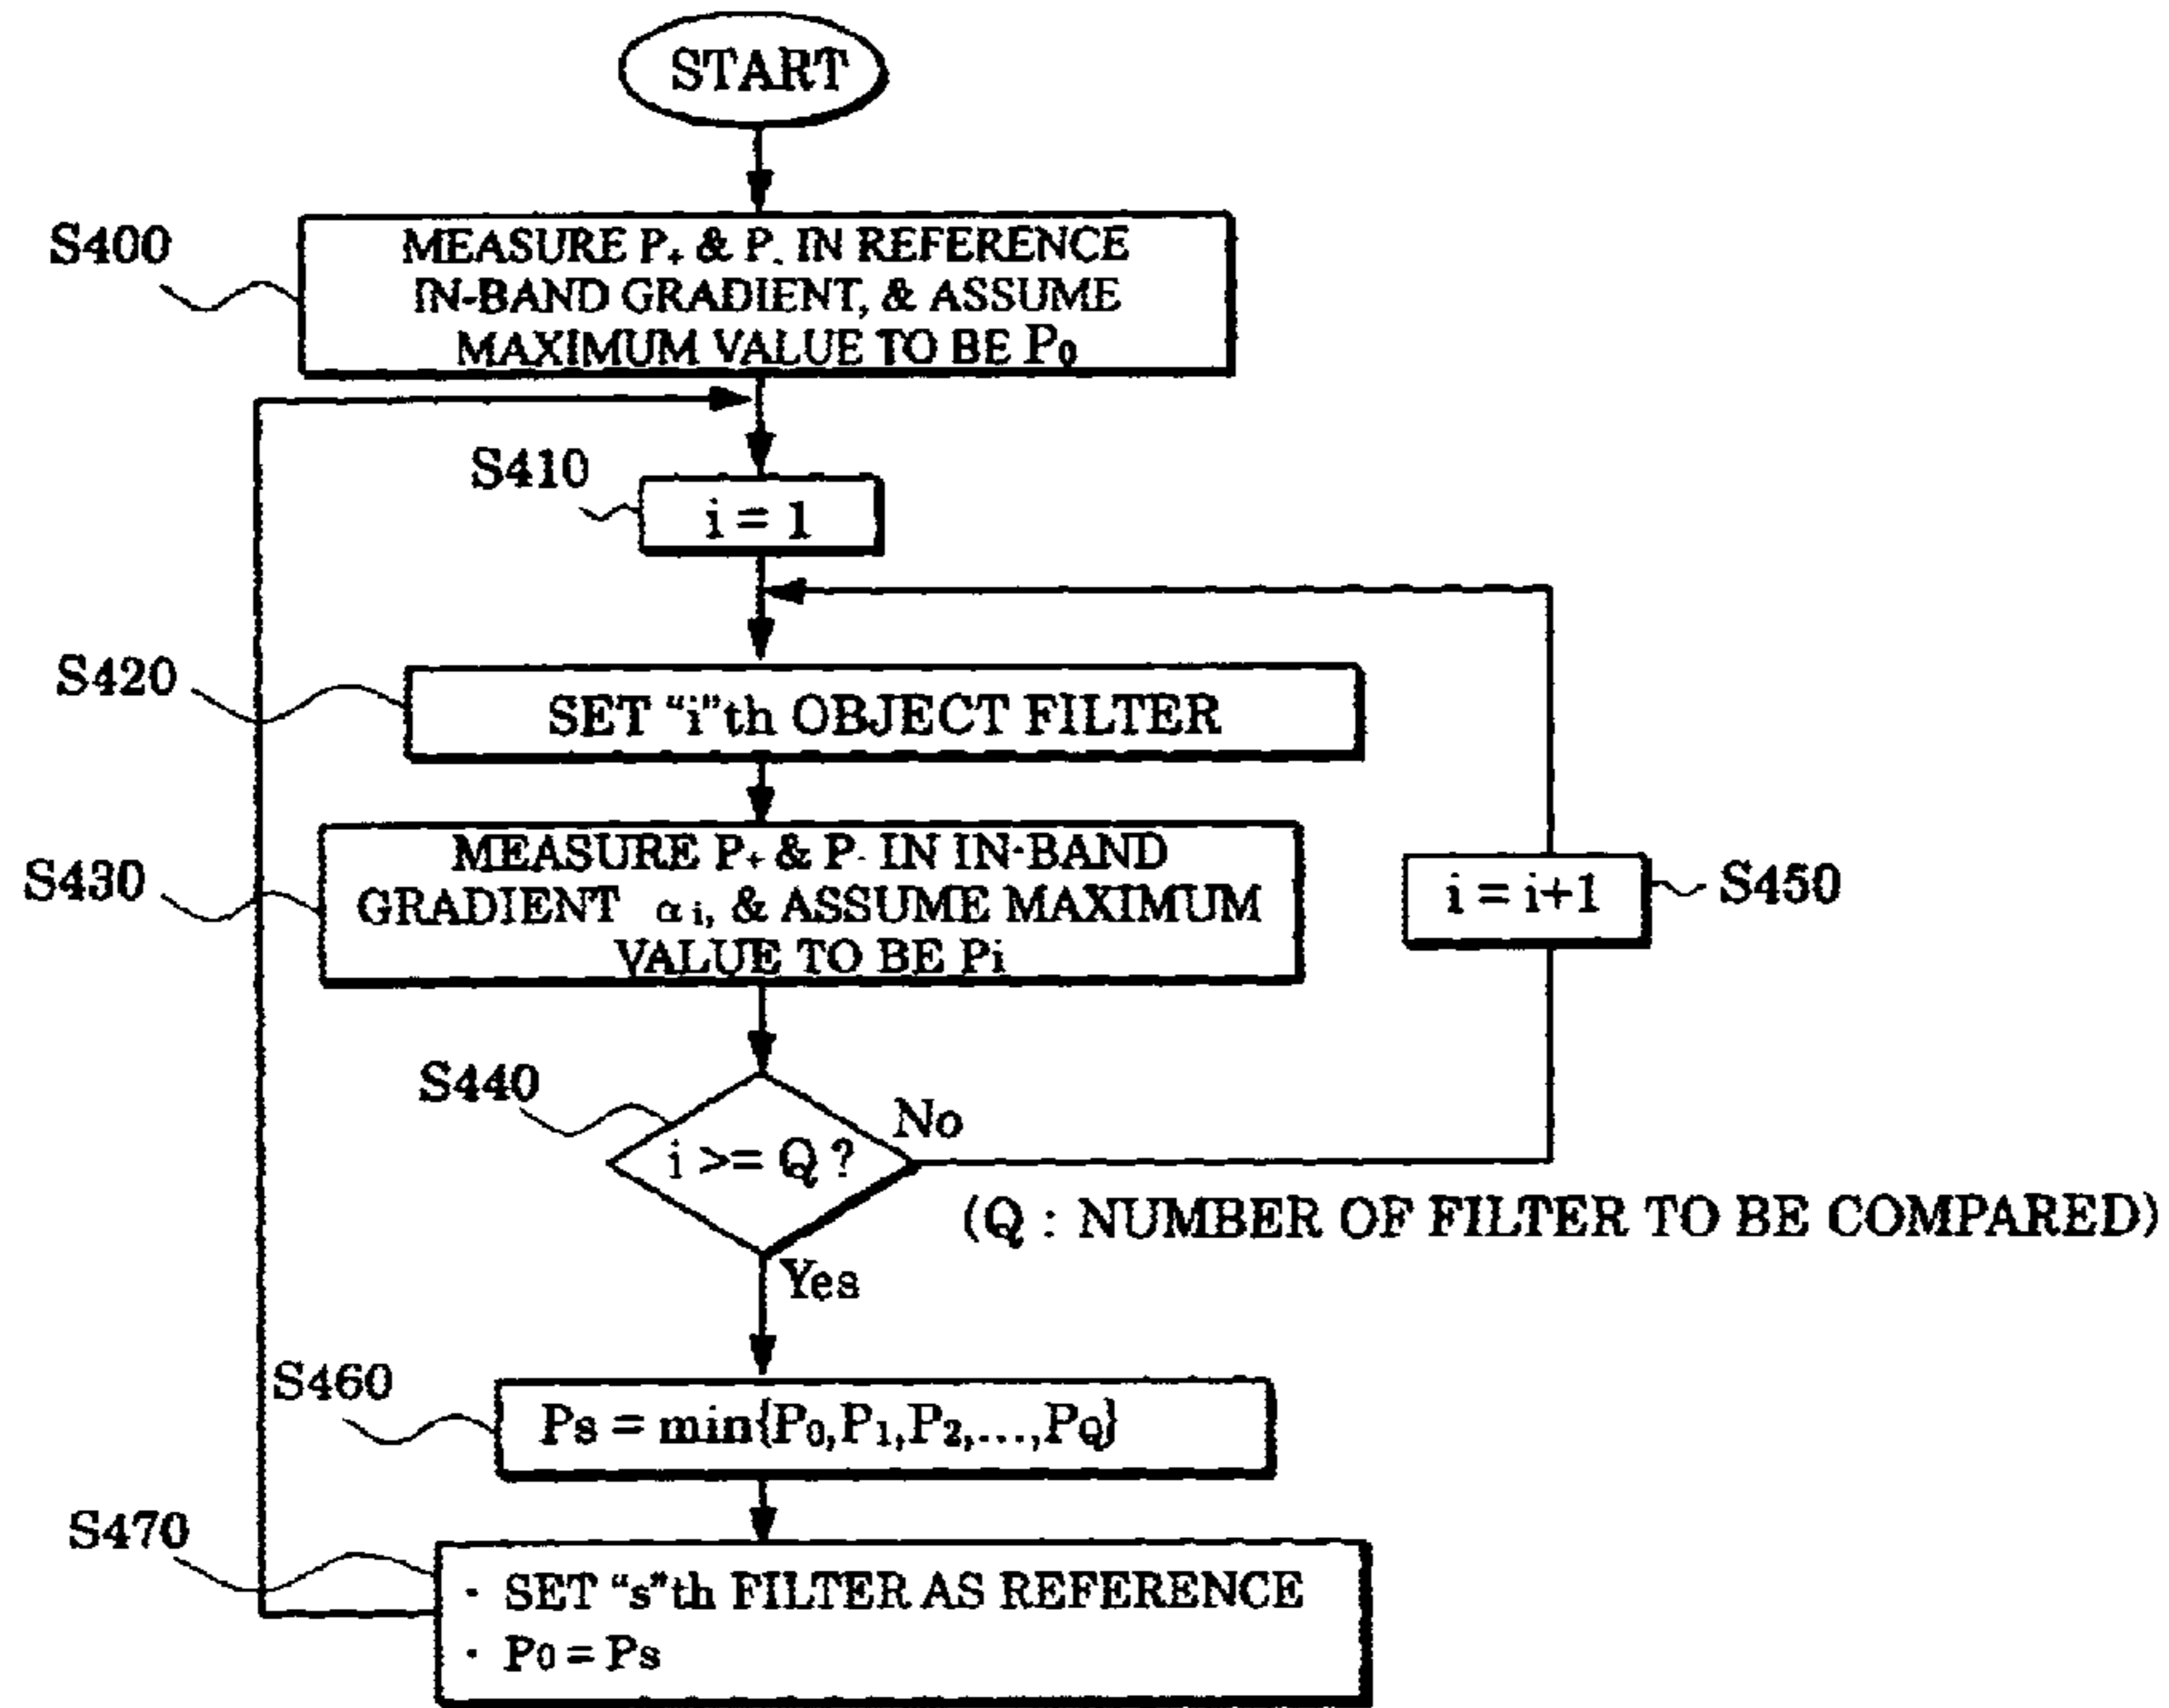 START
S400
MEASURE P₊ & P₋ IN REFERENCE
IN-BAND GRADIENT, & ASSUME
MAXIMUM VALUE TO BE P₀
S410
i = 1
S420
SET “i”th OBJECT FILTER
S430
MEASURE P₊ & P₋ IN IN-BAND
GRADIENT α i, & ASSUME MAXIMUM
VALUE TO BE Pi
i = i+1
S450
S440
i >= Q ?
No
(Q : NUMBER OF FILTER TO BE COMPARED)
Yes
S460
Ps = min{P₀,P₁,P₂,...,PQ}
S470
· SET “s”th FILTER AS REFERENCE
· P₀ = Ps